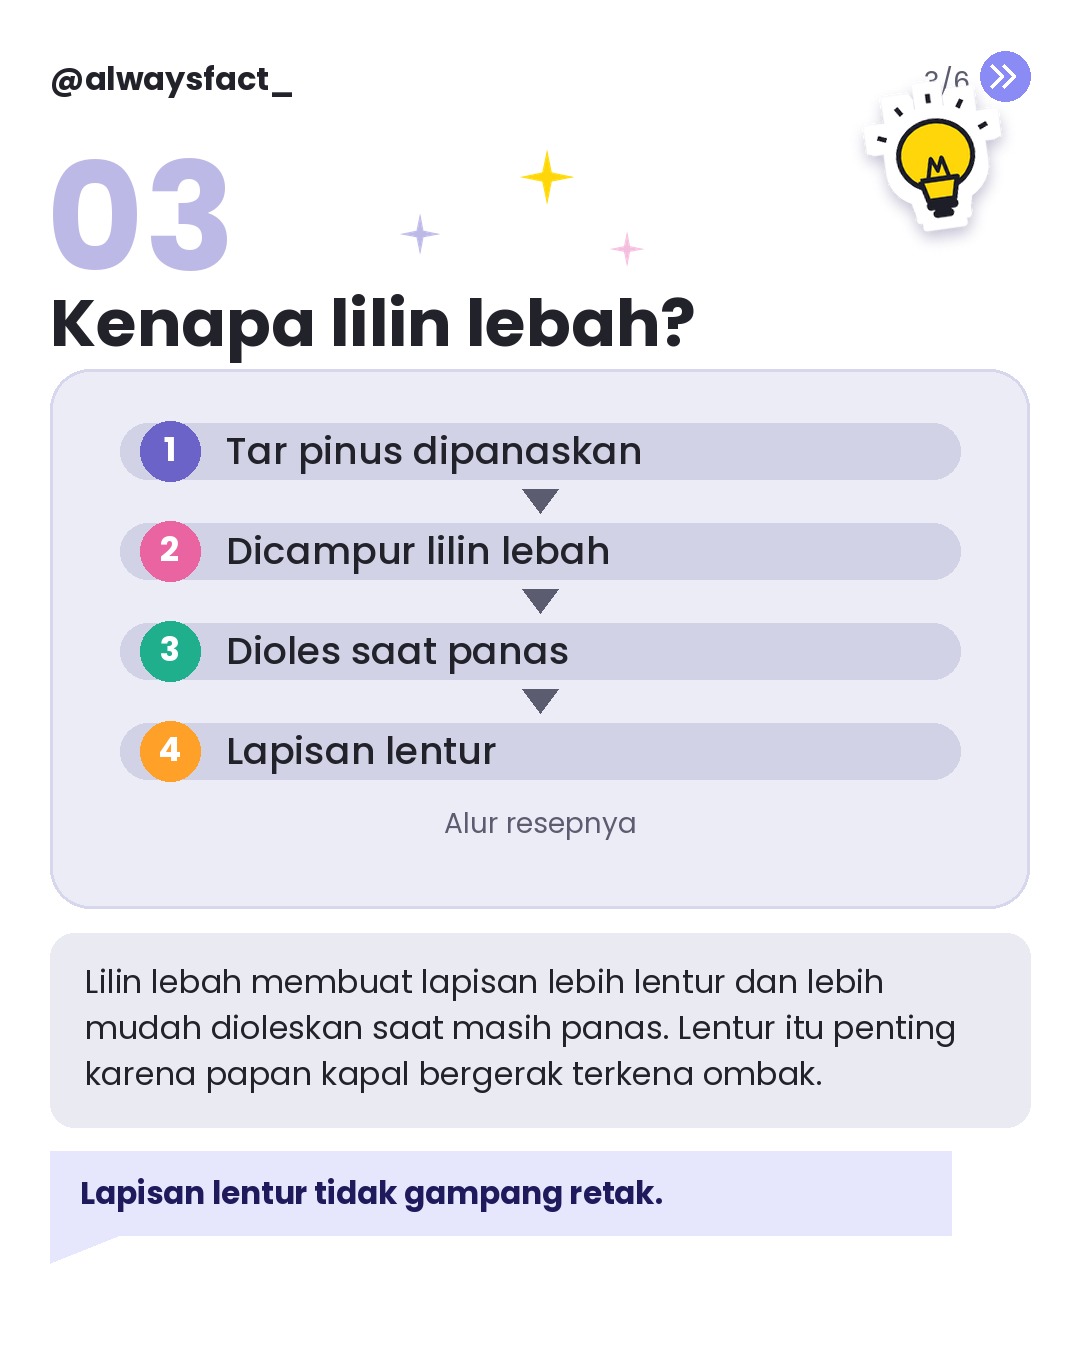 @alwaysfact_
3/6
03
Kenapa lilin lebah?
1 Tar pinus dipanaskan
2 Dicampur lilin lebah
3 Dioles saat panas
4 Lapisan lentur
Alur resepnya
Lilin lebah membuat lapisan lebih lentur dan lebih
mudah dioleskan saat masih panas. Lentur itu penting
karena papan kapal bergerak terkena ombak.
Lapisan lentur tidak gampang retak.